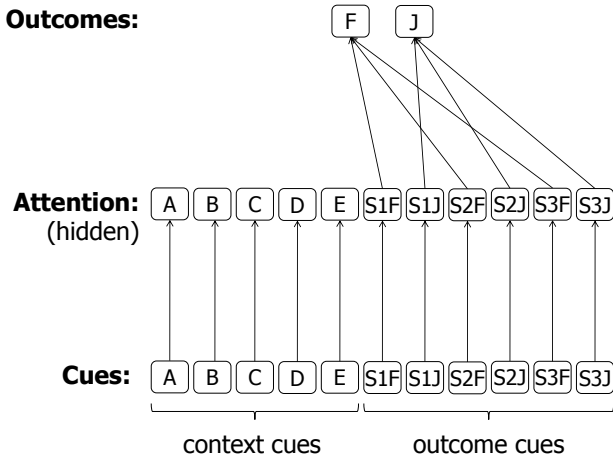 Outcomes: F J
Attention: A B C D E S1F S1J S2F S2J S3F S3J
(hidden)
Cues: A B C D E S1F S1J S2F S2J S3F S3J
context cues outcome cues